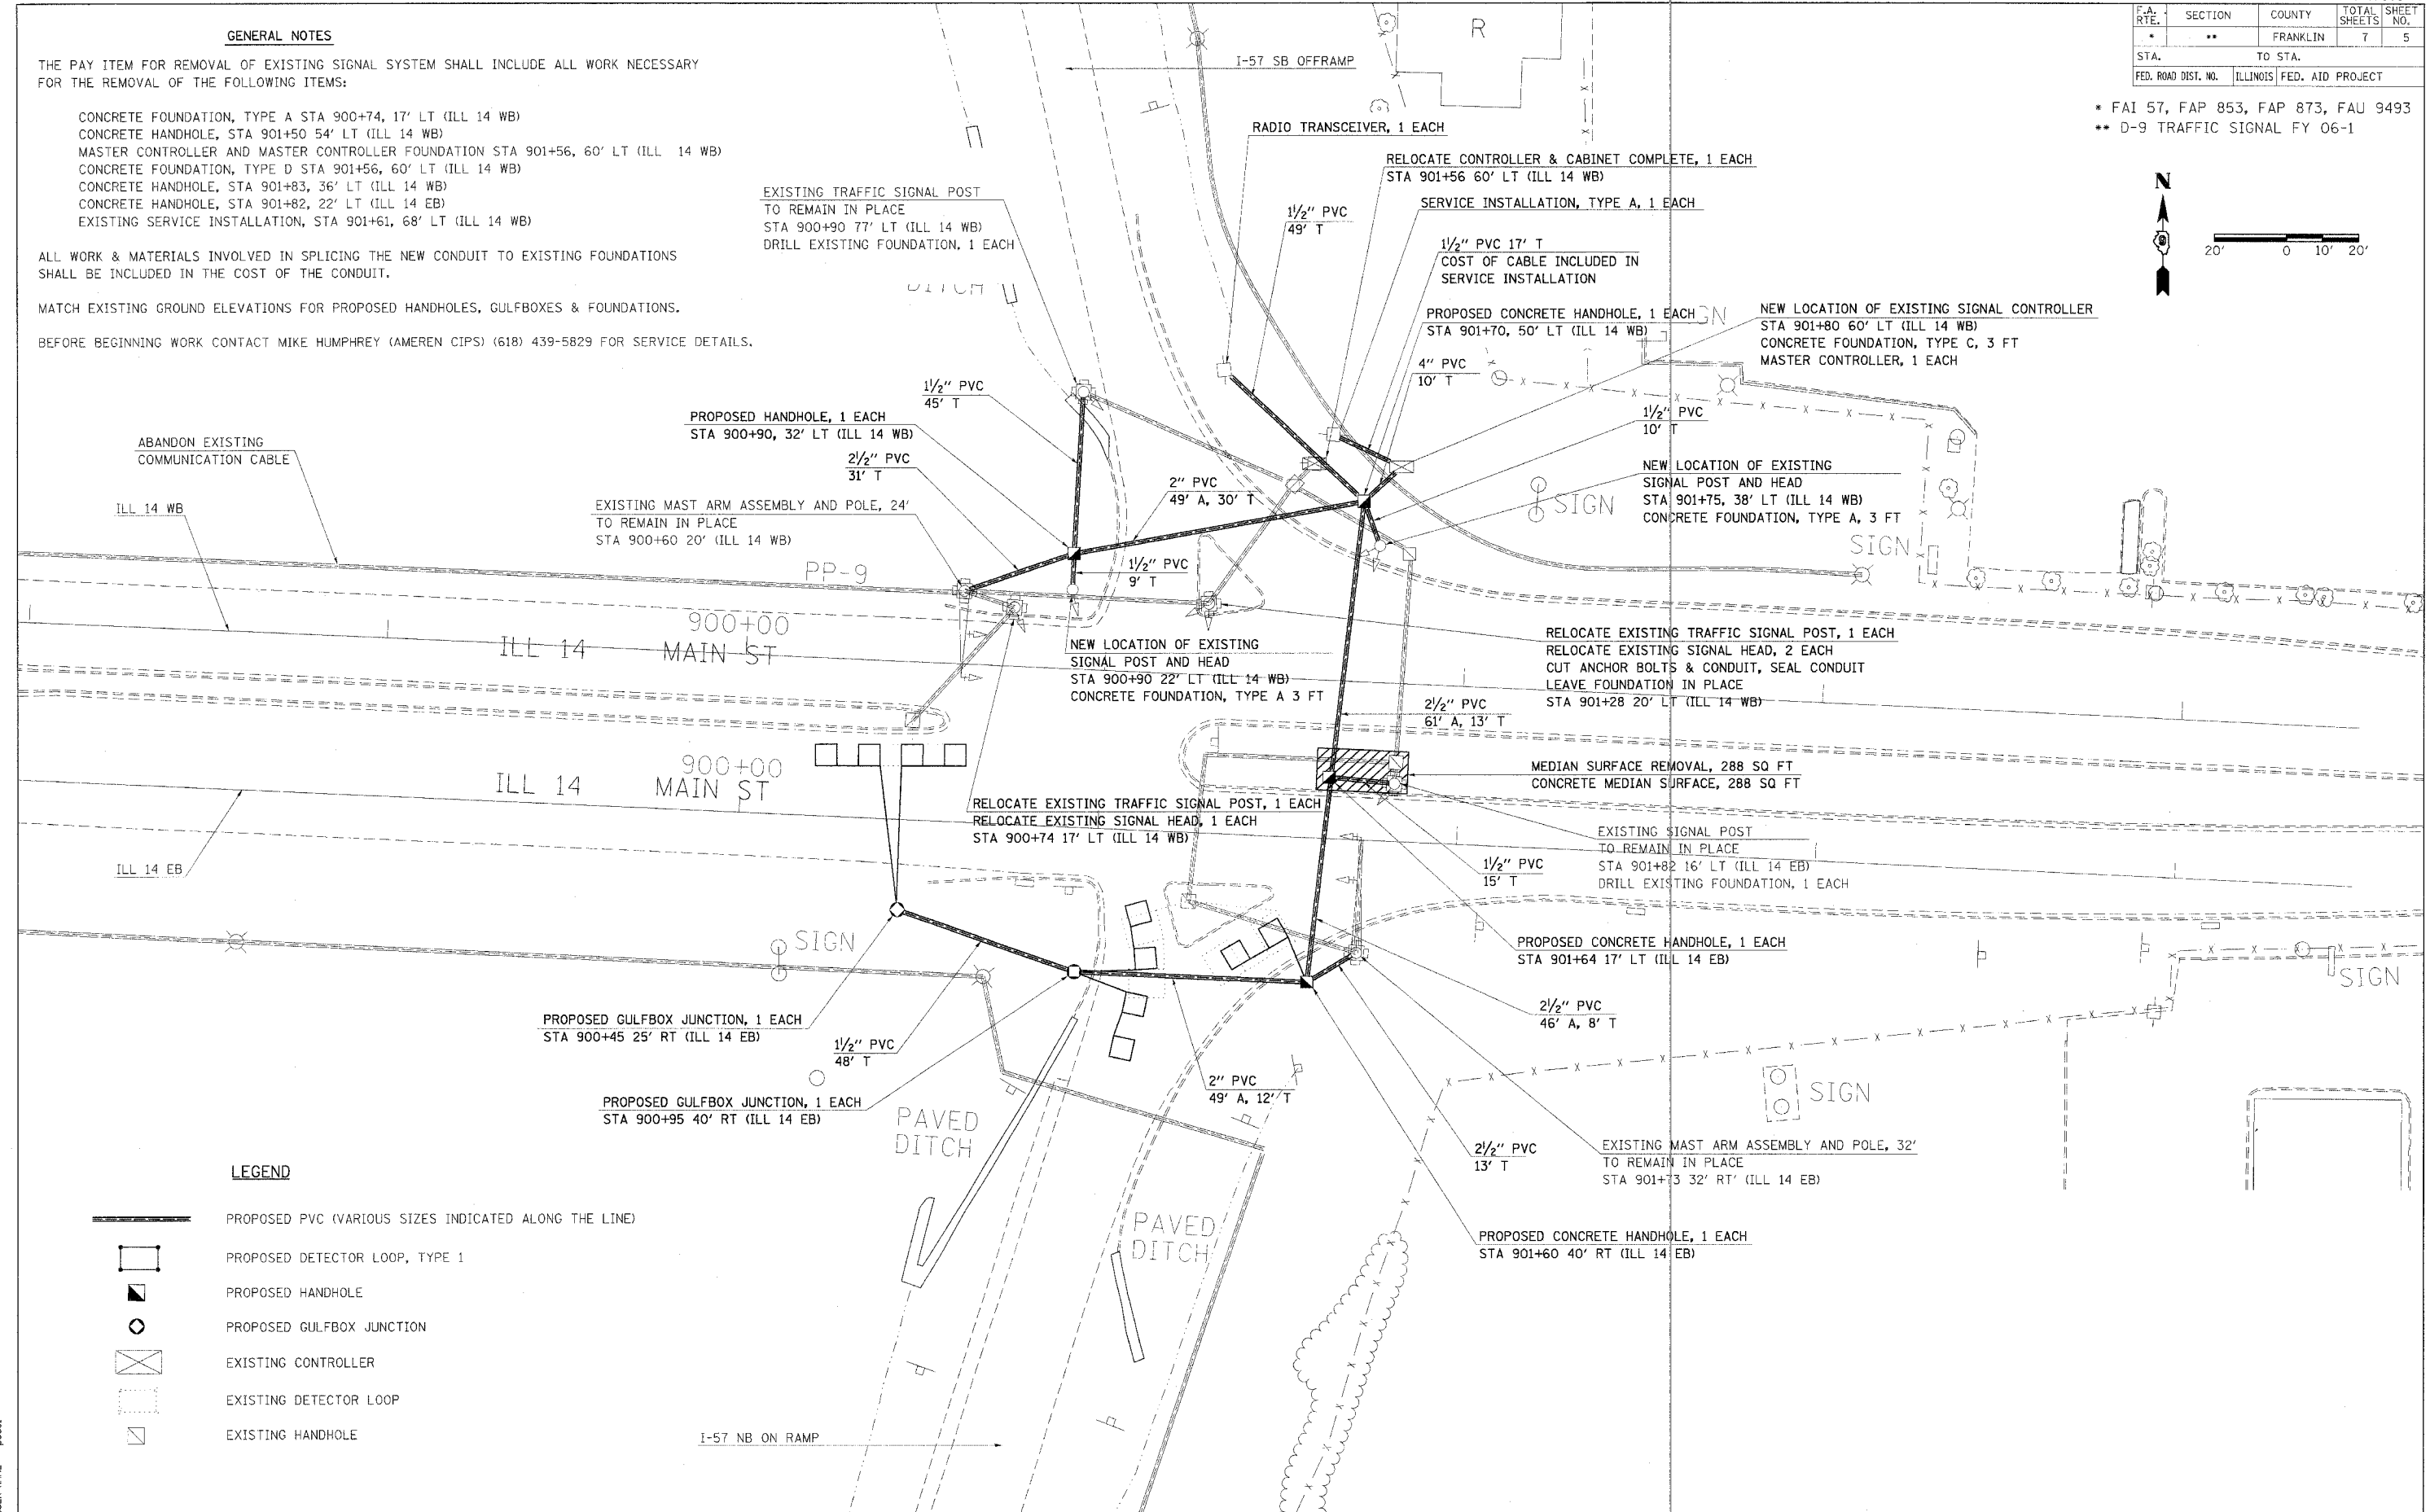 F.A. RTE. SECTION COUNTY TOTAL SHEETS SHEET NO.
* ** FRANKLIN 7 5
STA. TO STA.
FED. ROAD DIST. NO. ILLINOIS FED. AID PROJECT
* FAI 57, FAP 853, FAP 873, FAU 9493
** D-9 TRAFFIC SIGNAL FY 06-1
N
20' 0 10' 20'
GENERAL NOTES
THE PAY ITEM FOR REMOVAL OF EXISTING SIGNAL SYSTEM SHALL INCLUDE ALL WORK NECESSARY
FOR THE REMOVAL OF THE FOLLOWING ITEMS:
CONCRETE FOUNDATION, TYPE A STA 900+74, 17' LT (ILL 14 WB)
CONCRETE HANDHOLE, STA 901+50 54' LT (ILL 14 WB)
MASTER CONTROLLER AND MASTER CONTROLLER FOUNDATION STA 901+56, 60' LT (ILL 14 WB)
CONCRETE FOUNDATION, TYPE D STA 901+56, 60' LT (ILL 14 WB)
CONCRETE HANDHOLE, STA 901+83, 36' LT (ILL 14 WB)
CONCRETE HANDHOLE, STA 901+82, 22' LT (ILL 14 EB)
EXISTING SERVICE INSTALLATION, STA 901+61, 68' LT (ILL 14 WB)
ALL WORK & MATERIALS INVOLVED IN SPLICING THE NEW CONDUIT TO EXISTING FOUNDATIONS
SHALL BE INCLUDED IN THE COST OF THE CONDUIT.
MATCH EXISTING GROUND ELEVATIONS FOR PROPOSED HANDHOLES, GULFBOXES & FOUNDATIONS.
BEFORE BEGINNING WORK CONTACT MIKE HUMPHREY (AMEREN CIPS) (618) 439-5829 FOR SERVICE DETAILS.
I-57 SB OFFRAMP
R
RADIO TRANSCEIVER, 1 EACH
RELOCATE CONTROLLER & CABINET COMPLETE, 1 EACH
STA 901+56 60' LT (ILL 14 WB)
EXISTING TRAFFIC SIGNAL POST
TO REMAIN IN PLACE
STA 900+90 77' LT (ILL 14 WB)
DRILL EXISTING FOUNDATION, 1 EACH
DITCH
1 1/2" PVC
49' T
SERVICE INSTALLATION, TYPE A, 1 EACH
1 1/2" PVC 17' T
COST OF CABLE INCLUDED IN
SERVICE INSTALLATION
PROPOSED CONCRETE HANDHOLE, 1 EACH
STA 901+70, 50' LT (ILL 14 WB)
NEW LOCATION OF EXISTING SIGNAL CONTROLLER
STA 901+80 60' LT (ILL 14 WB)
CONCRETE FOUNDATION, TYPE C, 3 FT
MASTER CONTROLLER, 1 EACH
4" PVC
10' T
1 1/2" PVC
45' T
PROPOSED HANDHOLE, 1 EACH
STA 900+90, 32' LT (ILL 14 WB)
1 1/2" PVC
10' T
ABANDON EXISTING
COMMUNICATION CABLE
2 1/2" PVC
31' T
2" PVC
49' A, 30' T
NEW LOCATION OF EXISTING
SIGNAL POST AND HEAD
STA 901+75, 38' LT (ILL 14 WB)
CONCRETE FOUNDATION, TYPE A, 3 FT
SIGN
SIGN
ILL 14 WB
EXISTING MAST ARM ASSEMBLY AND POLE, 24'
TO REMAIN IN PLACE
STA 900+60 20' (ILL 14 WB)
PP-9
1 1/2" PVC
9' T
900+00
ILL 14 MAIN ST
NEW LOCATION OF EXISTING
SIGNAL POST AND HEAD
STA 900+90 22' LT (ILL 14 WB)
CONCRETE FOUNDATION, TYPE A 3 FT
RELOCATE EXISTING TRAFFIC SIGNAL POST, 1 EACH
RELOCATE EXISTING SIGNAL HEAD, 2 EACH
CUT ANCHOR BOLTS & CONDUIT, SEAL CONDUIT
LEAVE FOUNDATION IN PLACE
STA 901+28 20' LT (ILL 14 WB)
2 1/2" PVC
61' A, 13' T
900+00
ILL 14 MAIN ST
MEDIAN SURFACE REMOVAL, 288 SQ FT
CONCRETE MEDIAN SURFACE, 288 SQ FT
RELOCATE EXISTING TRAFFIC SIGNAL POST, 1 EACH
RELOCATE EXISTING SIGNAL HEAD, 1 EACH
STA 900+74 17' LT (ILL 14 WB)
EXISTING SIGNAL POST
TO REMAIN IN PLACE
STA 901+82 16' LT (ILL 14 EB)
DRILL EXISTING FOUNDATION, 1 EACH
1 1/2" PVC
15' T
ILL 14 EB
SIGN
PROPOSED CONCRETE HANDHOLE, 1 EACH
STA 901+64 17' LT (ILL 14 EB)
SIGN
PROPOSED GULFBOX JUNCTION, 1 EACH
STA 900+45 25' RT (ILL 14 EB)
2 1/2" PVC
46' A, 8' T
1 1/2" PVC
48' T
2" PVC
49' A, 12' T
SIGN
PROPOSED GULFBOX JUNCTION, 1 EACH
STA 900+95 40' RT (ILL 14 EB)
PAVED
DITCH
2 1/2" PVC
13' T
EXISTING MAST ARM ASSEMBLY AND POLE, 32'
TO REMAIN IN PLACE
STA 901+73 32' RT' (ILL 14 EB)
PAVED
DITCH
PROPOSED CONCRETE HANDHOLE, 1 EACH
STA 901+60 40' RT (ILL 14 EB)
LEGEND
PROPOSED PVC (VARIOUS SIZES INDICATED ALONG THE LINE)
PROPOSED DETECTOR LOOP, TYPE 1
PROPOSED HANDHOLE
PROPOSED GULFBOX JUNCTION
EXISTING CONTROLLER
EXISTING DETECTOR LOOP
EXISTING HANDHOLE
I-57 NB ON RAMP